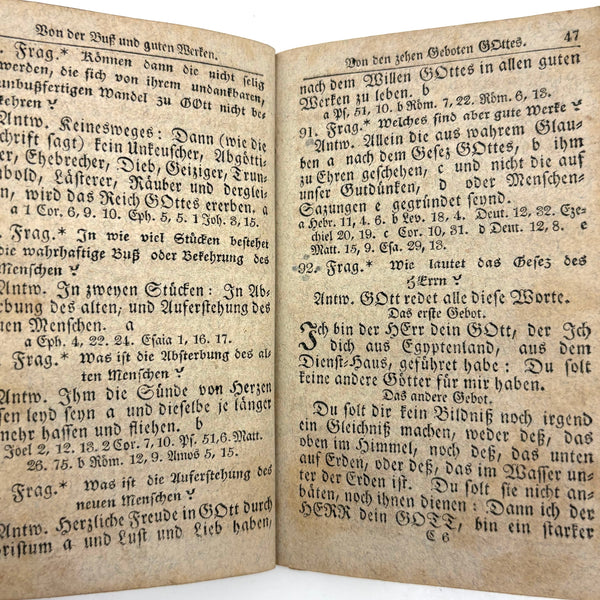 Von der Buß und guten Werken.
. Frag.* Können dann die nicht selig
werden, die sich von ihrem undankbaren,
unbußfertigen Wandel zu GOtt nicht be
kehren?
Antw. Keinesweges: Dann (wie die
Schrift sagt) kein Unkeuscher, Abgötti
er, Ehebrecher, Dieb, Geiziger, Trun
bold, Lästerer, Räuber und derglei
en, wird das Reich GOttes ererben. a
a 1 Cor. 6, 9. 10. Eph. 5, 5. 1 Joh. 3, 15.
. Frag.* In wie viel Stücken bestehet
die wahrhaftige Buß oder Bekehrung des
Menschen?
Antw. In zweyen Stücken: In Ab
rbung des alten, und Auferstehung des
uen Menschen. a
a Eph. 4, 22. 24. Esaia 1, 16. 17.
Frag.* Was ist die Absterbung des al
ten Menschen?
Antw. Ihm die Sünde von Herzen
sen leyd seyn a und dieselbe je länger
mehr hassen und fliehen. b
Joel 2, 12. 13. 2 Cor. 7, 10. Ps. 51, 6. Matt.
26. 75. b Röm. 12, 9. Amos 5, 15.
Frag.* Was ist die Auferstehung des
neuen Menschen?
Antw. Herzliche Freude in GOtt durch
ristum a und Lust und Lieb haben,
Von den zehen Geboten GOttes. 47
nach dem Willen GOttes in allen guten
Werken zu leben. b
a Ps. 51, 10. b Röm. 7, 22. Röm. 6, 13.
91. Frag.* Welches sind aber gute Werke?
Antw. Allein die aus wahrem Glau-
ben a nach dem Gesez GOttes, b ihm
zu Ehren geschehen, c und nicht die auf
unser Gutdünken, d oder Menschen-
Sazungen e gegründet seynd.
a Hebr. 11, 4. 6. b Lev. 18, 4. Deut. 12, 32. Eze-
chiel 20, 19. c Cor. 10, 31. d Deut. 12, 8. e
Matt. 15, 9. Esa. 29, 13.
92. Frag.* Wie lautet das Gesez des
HErrn?
Antw. GOtt redet alle diese Worte.
Das erste Gebot.
Ich bin der HErr dein GOtt, der Ich
dich aus Egyptenland, aus dem
Dienst-Haus, geführet habe: Du solt
keine andere Götter für mir haben.
Das andere Gebot.
Du solt dir kein Bildniß noch irgend
ein Gleichniß machen, weder deß, das
oben im Himmel, noch deß, das unten
auf Erden, oder deß, das im Wasser un-
ter der Erden ist. Du solt sie nicht an-
bäten, noch ihnen dienen: Dann ich der
HERR dein GOTT, bin ein starker
C 6